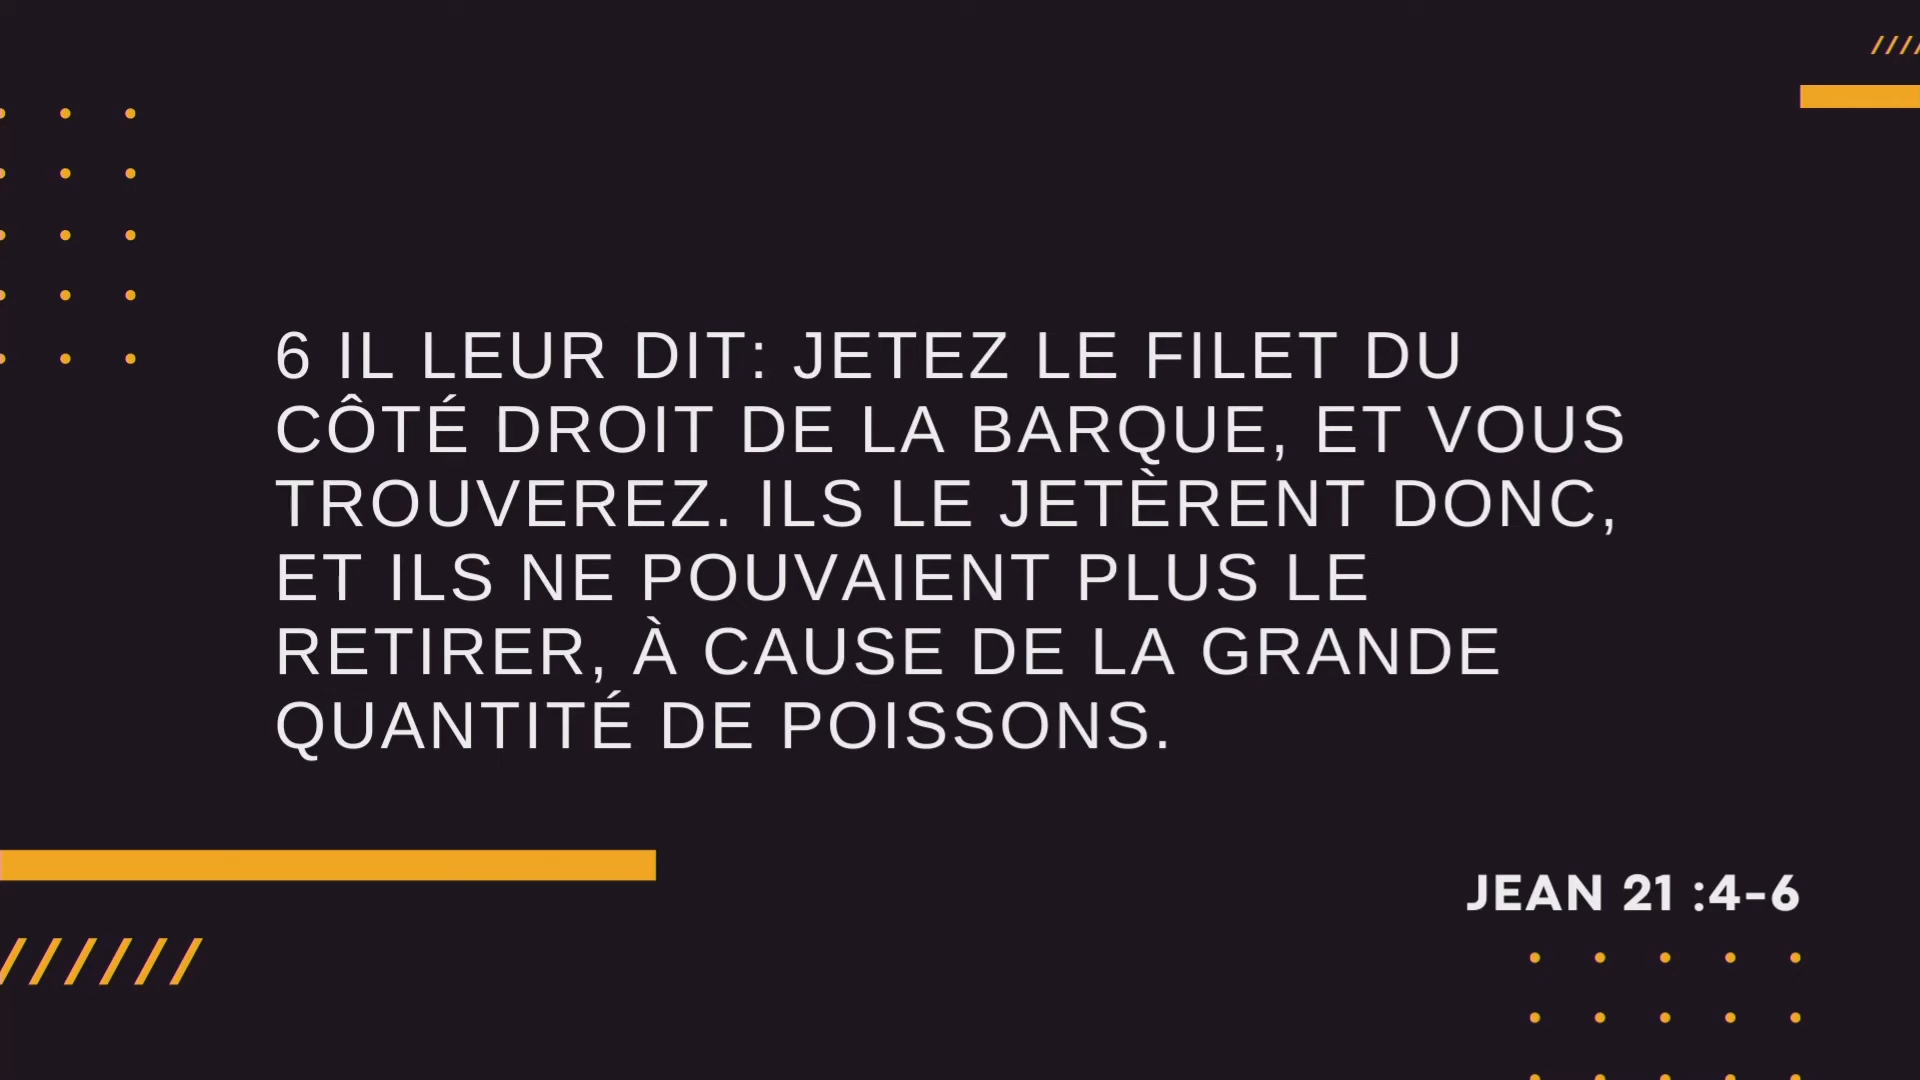 6 IL LEUR DIT: JETEZ LE FILET DU
CÔTÉ DROIT DE LA BARQUE, ET VOUS
TROUVEREZ. ILS LE JETÈRENT DONC,
ET ILS NE POUVAIENT PLUS LE
RETIRER, À CAUSE DE LA GRANDE
QUANTITÉ DE POISSONS.
JEAN 21 :4-6